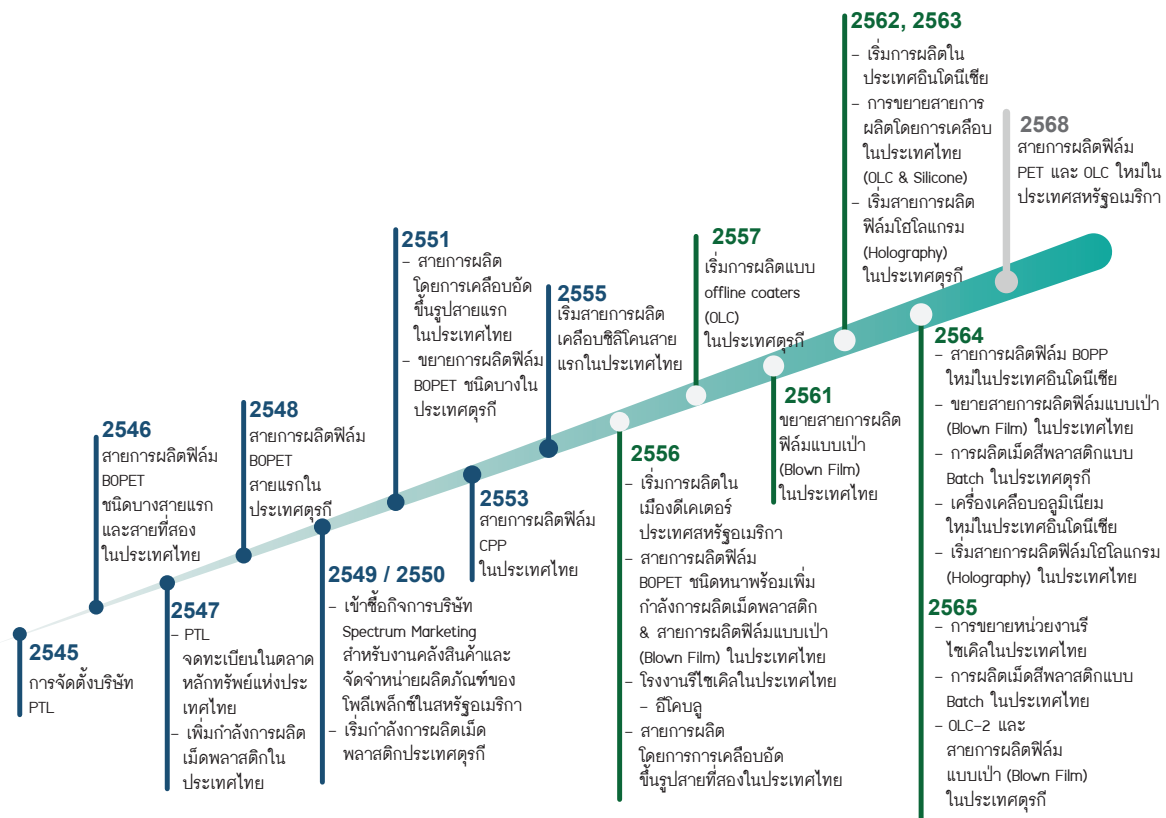 2545
การจัดตั้งบริษัท
PTL
2546
สายการผลิตฟิล์ม
BOPET
ชนิดบางสายแรก
และสายที่สอง
ในประเทศไทย
2547
- PTL
จดทะเบียนในตลาด
หลักทรัพย์แห่งประ
เทศไทย
- เพิ่มกำลังการผลิต
เม็ดพลาสติกใน
ประเทศไทย
2548
สายการผลิตฟิล์ม
BOPET
สายแรกใน
ประเทศตุรกี
2549 / 2550
- เข้าซื้อกิจการบริษัท
Spectrum Marketing
สำหรับงานคลังสินค้าและ
จัดจำหน่ายผลิตภัณฑ์ของ
โพลีเพล็กซ์ในสหรัฐอเมริกา
- เริ่มกำลังการผลิตเม็ด
พลาสติกประเทศตุรกี
2551
- สายการผลิต
โดยการเคลือบอัด
ขึ้นรูปสายแรก
ในประเทศไทย
- ขยายการผลิตฟิล์ม
BOPET ชนิดบางใน
ประเทศตุรกี
2553
สายการผลิตฟิล์ม
CPP
ในประเทศไทย
2555
เริ่มสายการผลิต
เคลือบซิลิโคนสาย
แรกในประเทศไทย
2556
- เริ่มการผลิตใน
เมืองดีเคเตอร์
ประเทศสหรัฐอเมริกา
- สายการผลิตฟิล์ม
BOPET ชนิดหนาพร้อมเพิ่ม
กำลังการผลิตเม็ดพลาสติก
& สายการผลิตฟิล์มแบบเป่า
(Blown Film) ในประเทศไทย
- โรงงานรีไซเคิลในประเทศไทย
- อีโคบลู
- สายการผลิต
โดยการการเคลือบอัด
ขึ้นรูปสายที่สองในประเทศไทย
2557
เริ่มการผลิตแบบ
offline coaters
(OLC)
ในประเทศตุรกี
2561
ขยายสายการผลิต
ฟิล์มแบบเป่า
(Blown Film)
ในประเทศไทย
2562, 2563
- เริ่มการผลิตใน
ประเทศอินโดนีเซีย
- การขยายสายการ
ผลิตโดยการเคลือบ
ในประเทศไทย
(OLC & Silicone)
- เริ่มสายการผลิต
ฟิล์มโฮโลแกรม
(Holography)
ในประเทศตุรกี
2564
- สายการผลิตฟิล์ม BOPP
ใหม่ในประเทศอินโดนีเซีย
- ขยายสายการผลิตฟิล์มแบบเป่า
(Blown Film) ในประเทศไทย
- การผลิตเม็ดสีพลาสติกแบบ
Batch ในประเทศตุรกี
- เครื่องเคลือบอลูมิเนียม
ใหม่ในประเทศอินโดนีเซีย
- เริ่มสายการผลิตฟิล์มโฮโลแกรม
(Holography) ในประเทศไทย
2565
- การขยายหน่วยงานรี
ไซเคิลในประเทศไทย
- การผลิตเม็ดสีพลาสติกแบบ
Batch ในประเทศไทย
- OLC-2 และ
สายการผลิตฟิล์ม
แบบเป่า (Blown Film)
ในประเทศตุรกี
2568
สายการผลิตฟิล์ม
PET และ OLC ใหม่ใน
ประเทศสหรัฐอเมริกา